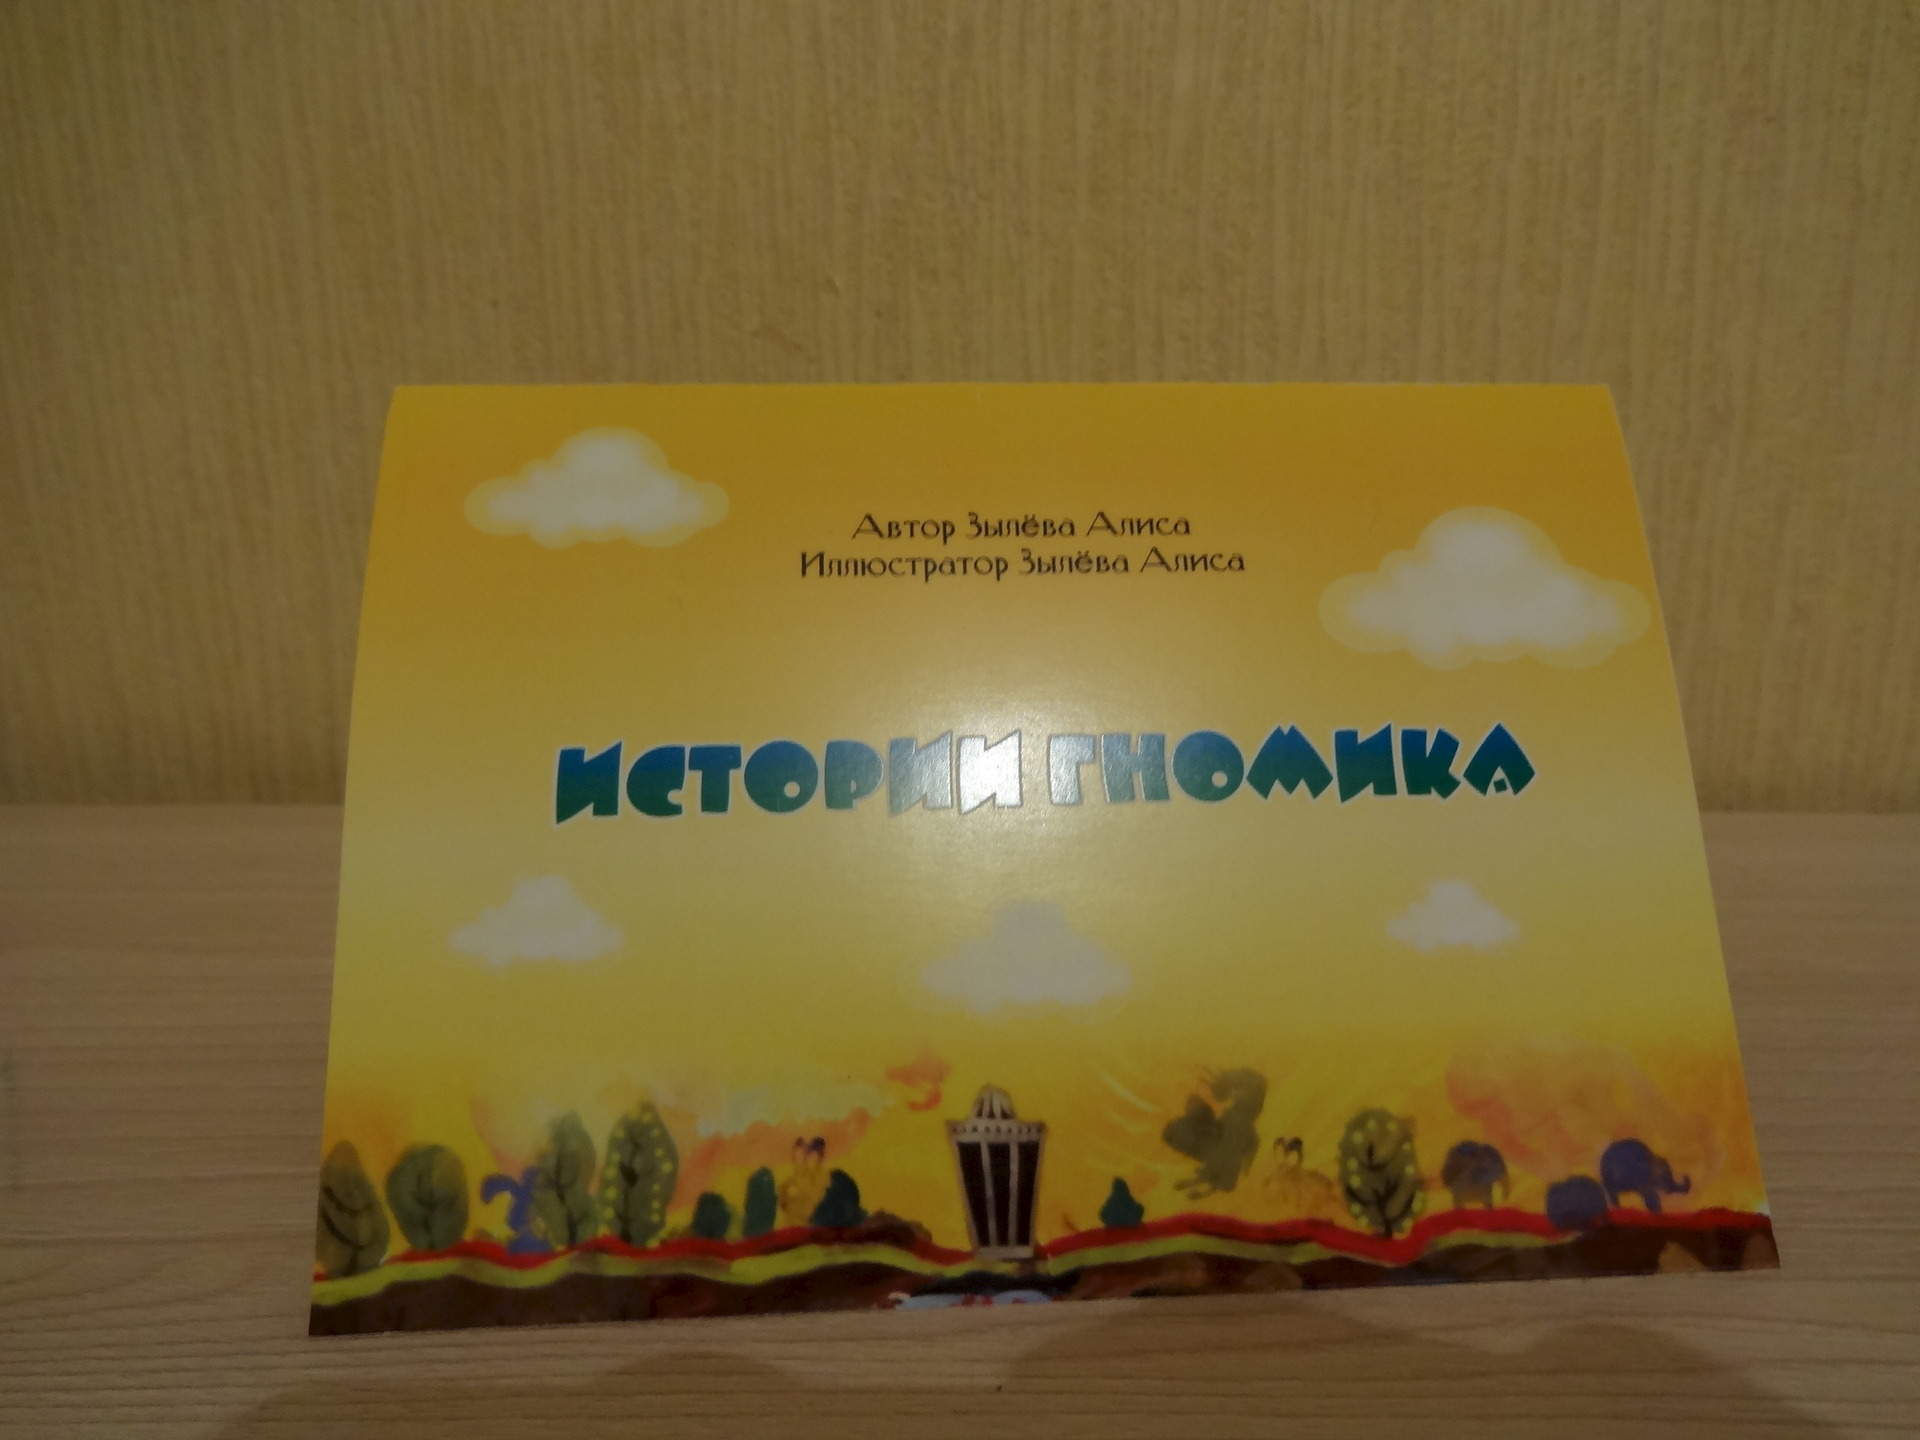 Автор Зылёва Алиса
Иллюстратор Зылёва Алиса
ИСТОРИИ ГНОМИКА